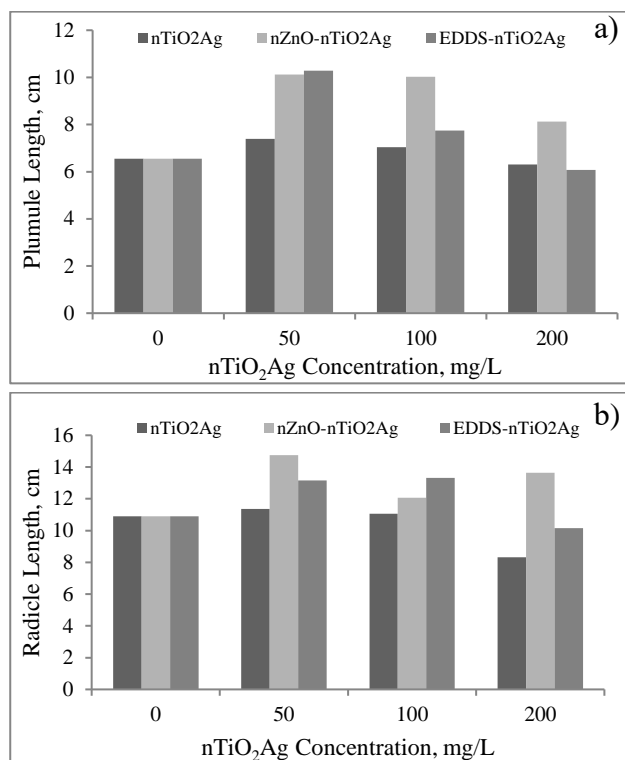 a)
nTiO2Ag nZnO-nTiO2Ag EDDS-nTiO2Ag
12
10
8
6
4
2
0
Plumule Length, cm
0 50 100 200
nTiO₂Ag Concentration, mg/L
b)
nTiO2Ag nZnO-nTiO2Ag EDDS-nTiO2Ag
16
14
12
10
8
6
4
2
0
Radicle Length, cm
0 50 100 200
nTiO₂Ag Concentration, mg/L